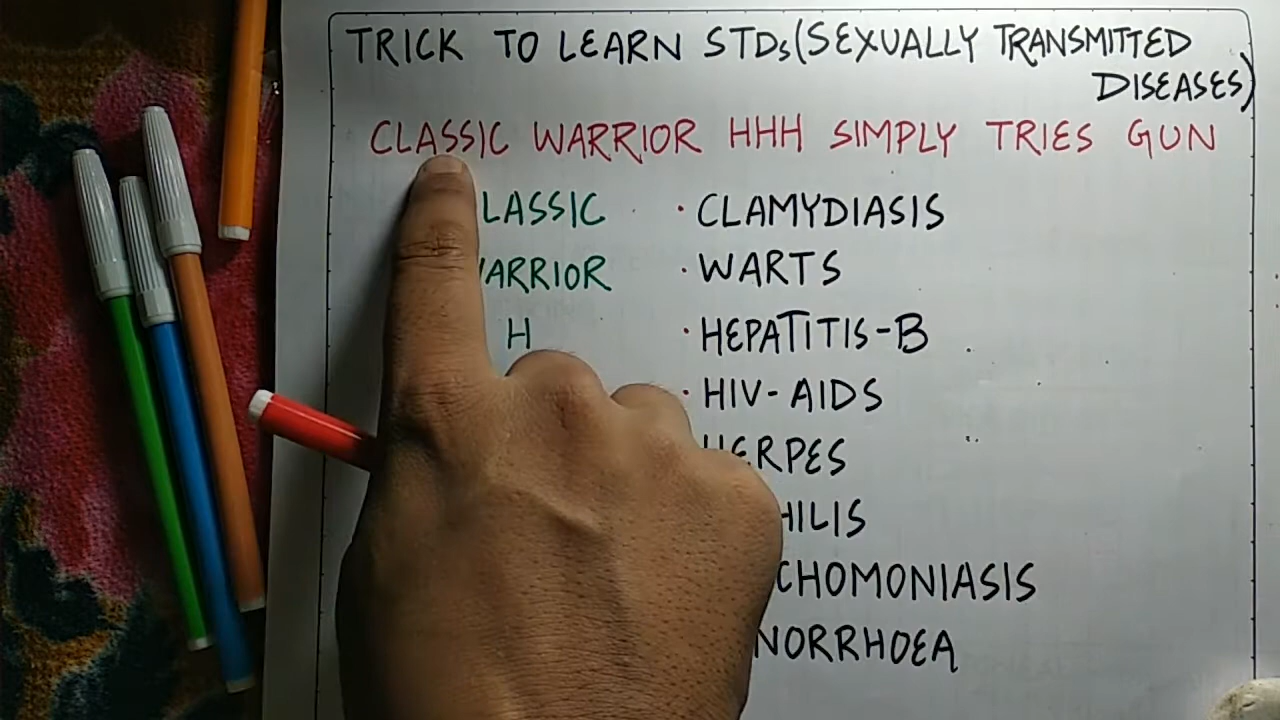 TRICK TO LEARN STDs (SEXUALLY TRANSMITTED
DISEASES)
CLASSIC WARRIOR HHH SIMPLY TRIES GUN
LASSIC · CLAMYDIASIS
ARRIOR · WARTS
H · HEPATITIS-B
· HIV-AIDS
HERPES
HILIS
CHOMONIASIS
NORRHOEA